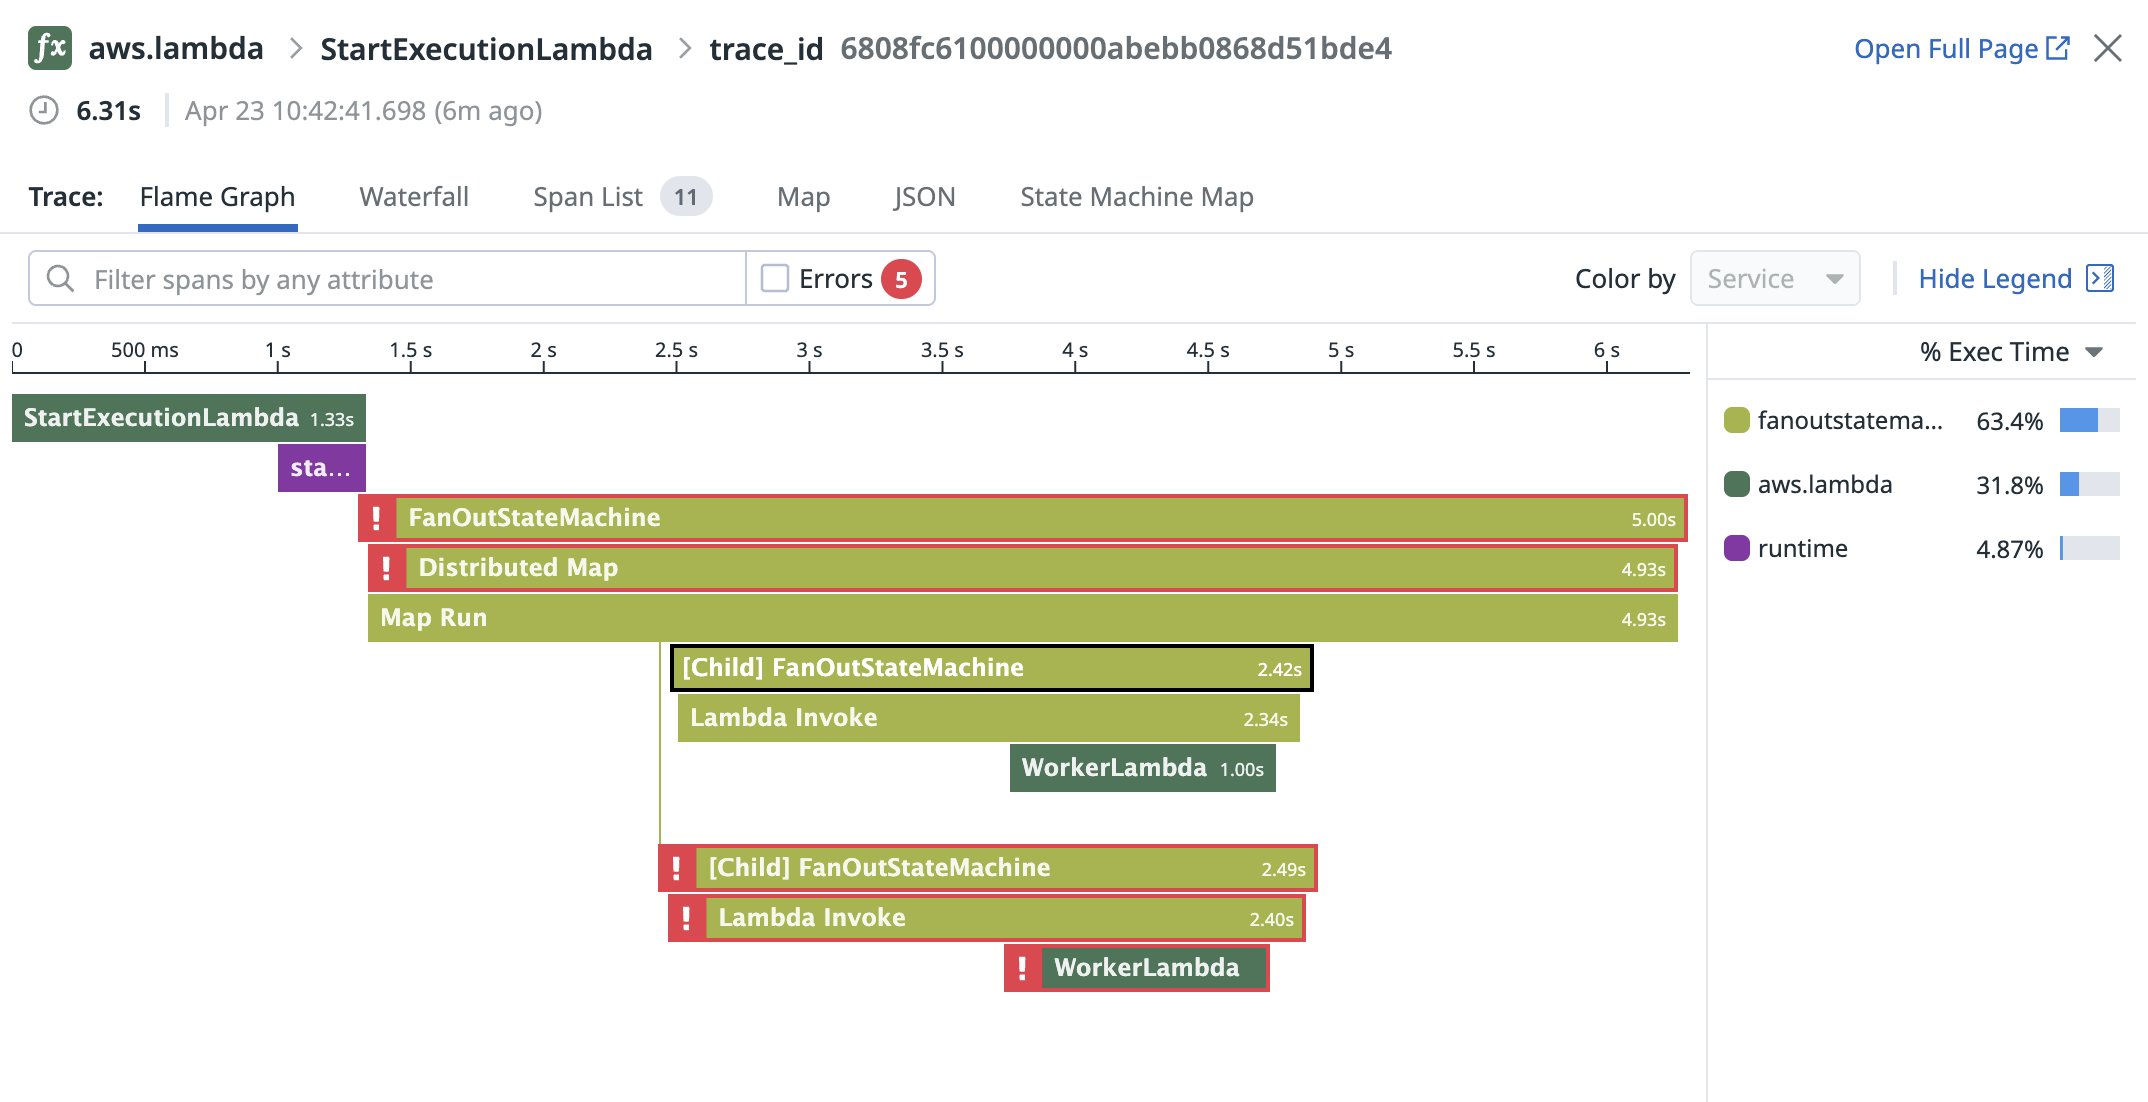 fx aws.lambda > StartExecutionLambda > trace_id 6808fc6100000000abebb0868d51bde4 Open Full Page
6.31s Apr 23 10:42:41.698 (6m ago)
Trace: Flame Graph Waterfall Span List 11 Map JSON State Machine Map
Filter spans by any attribute Errors 5 Color by Service Hide Legend
0 500 ms 1 s 1.5 s 2 s 2.5 s 3 s 3.5 s 4 s 4.5 s 5 s 5.5 s 6 s
StartExecutionLambda 1.33s
sta...
! FanOutStateMachine 5.00s
! Distributed Map 4.93s
Map Run 4.93s
[Child] FanOutStateMachine 2.42s
Lambda Invoke 2.34s
WorkerLambda 1.00s
! [Child] FanOutStateMachine 2.49s
! Lambda Invoke 2.40s
! WorkerLambda
% Exec Time
fanoutstatema... 63.4%
aws.lambda 31.8%
runtime 4.87%